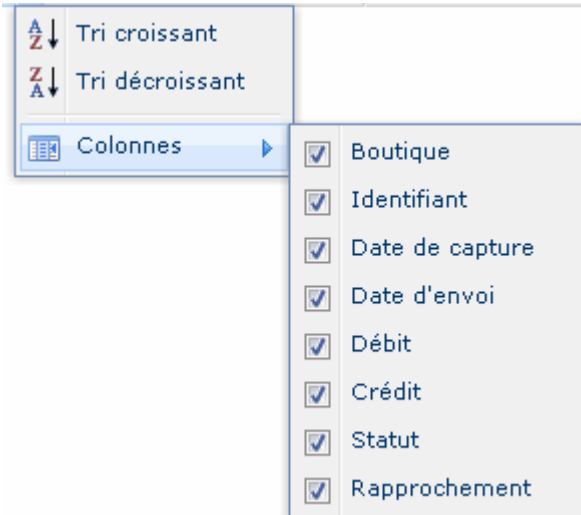 Tri croissant
Tri décroissant
Colonnes
Boutique
Identifiant
Date de capture
Date d'envoi
Débit
Crédit
Statut
Rapprochement